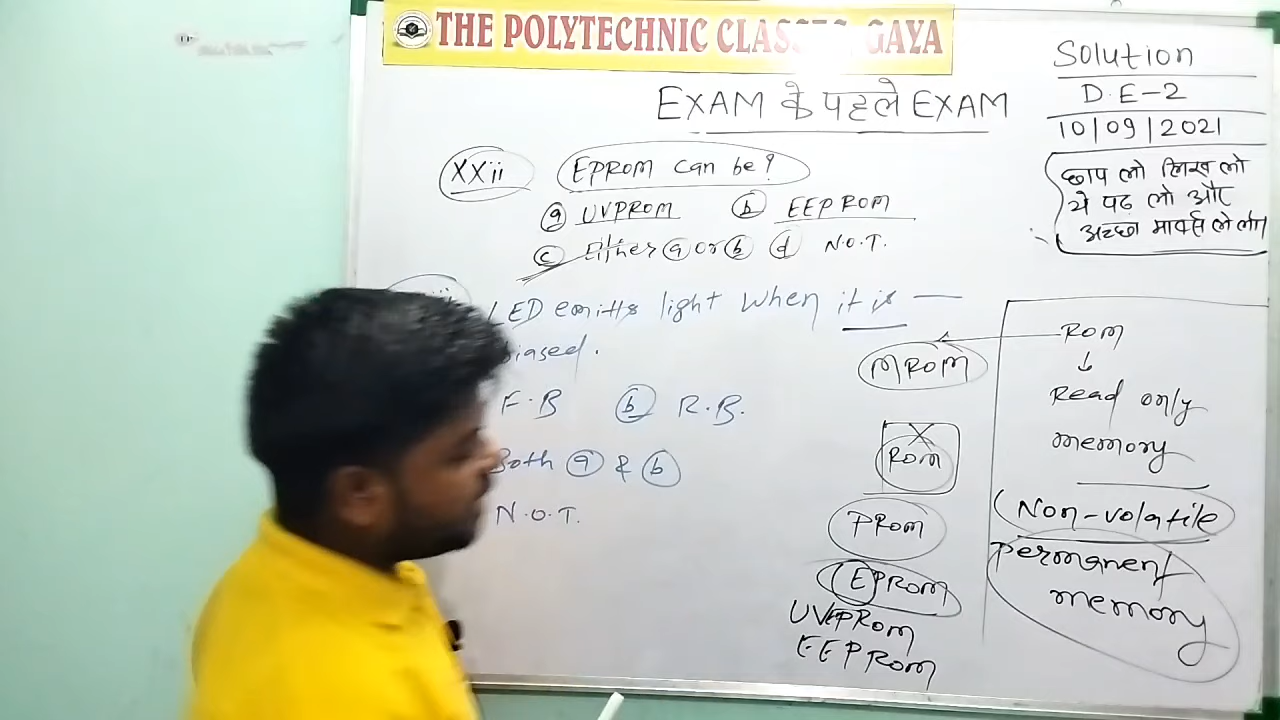 THE POLYTECHNIC CLASSES, GAYA
EXAM के पहले EXAM
Solution
D.E-2
10/09/2021
छाप लो लिख लो
ये पढ़ लो और
अच्छा मार्क्स ले लो
XXii EPROM can be?
a UVPROM b EEPROM
c Either a or b d N.O.T.
LED emitts light when it is —
biased.
F.B b R.B.
Both a & b
N.O.T.
MROM
ROM
PROM
EPROM
UVEPROM
EEPROM
ROM
↓
Read only
memory
Non-volatile
permanent
memory